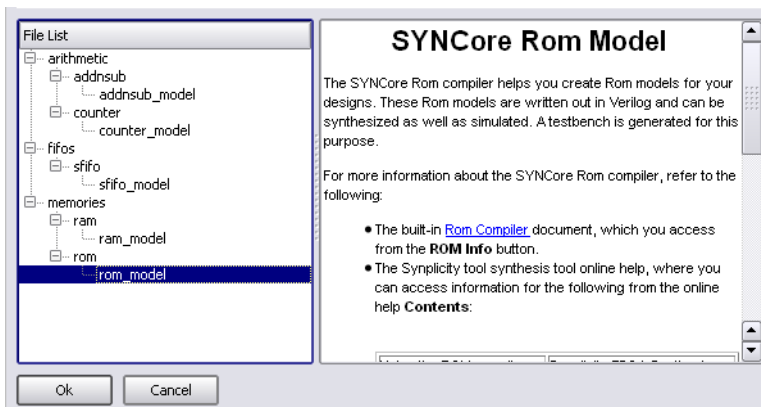 File List
arithmetic
addnsub
addnsub_model
counter
counter_model
fifos
sfifo
sfifo_model
memories
ram
ram_model
rom
rom_model
SYNCore Rom Model
The SYNCore Rom compiler helps you create Rom models for your
designs. These Rom models are written out in Verilog and can be
synthesized as well as simulated. A testbench is generated for this
purpose.
For more information about the SYNCore Rom compiler, refer to the
following:
● The built-in Rom Compiler document, which you access
from the ROM Info button.
● The Synplicity tool synthesis tool online help, where you
can access information for the following from the online
help Contents:
Ok
Cancel